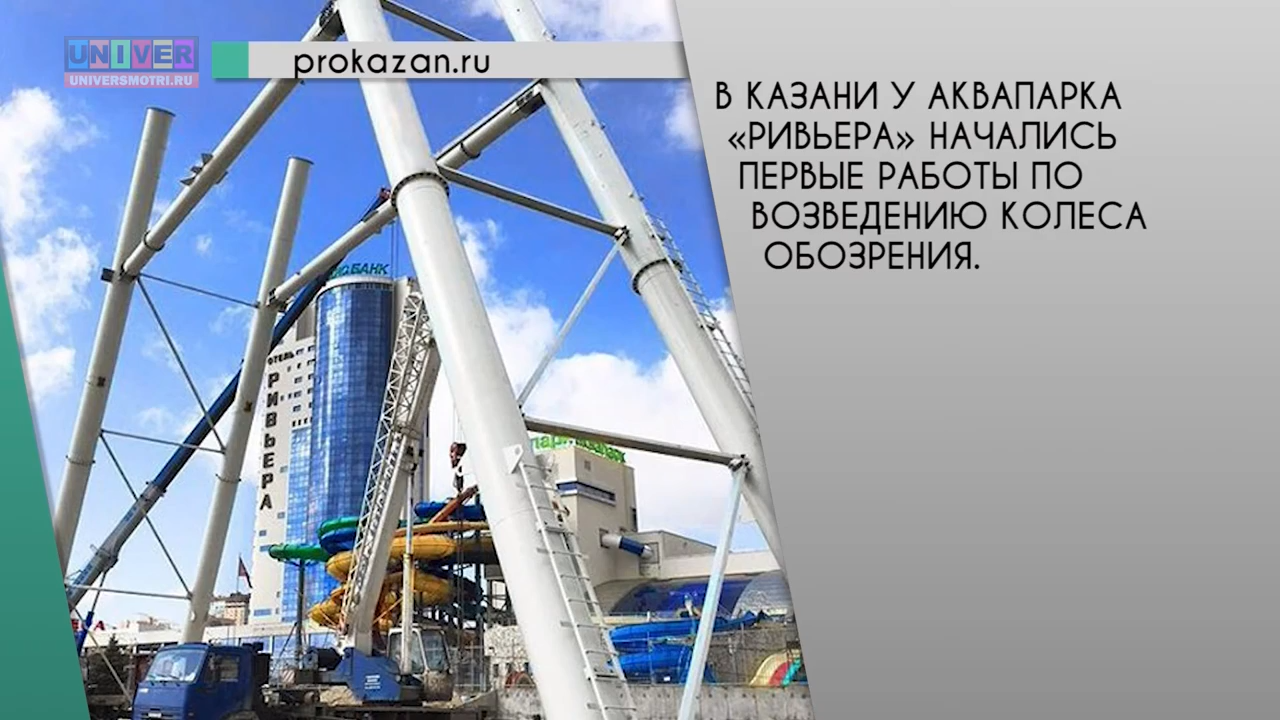 UNIVER
UNIVERSMOTRI.RU
prokazan.ru
В КАЗАНИ У АКВАПАРКА
«РИВЬЕРА» НАЧАЛИСЬ
ПЕРВЫЕ РАБОТЫ ПО
ВОЗВЕДЕНИЮ КОЛЕСА
ОБОЗРЕНИЯ.
БАНК
ОТЕЛЬ
РИВЬЕРА